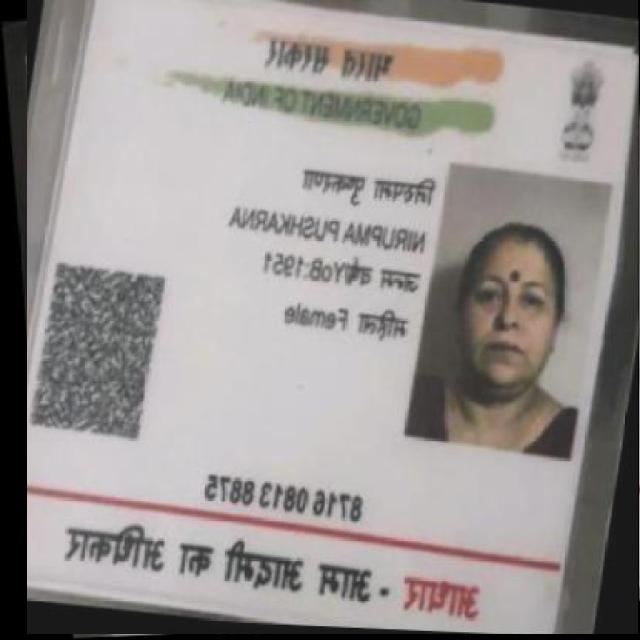 भारत सरकार
GOVERNMENT OF INDIA
निरुपमा पुष्करणा
NIRUPMA PUSHKARNA
जन्म वर्ष/YoB:1951
महिला Female
8716 0813 8875
आधार - आम आदमी का अधिकार